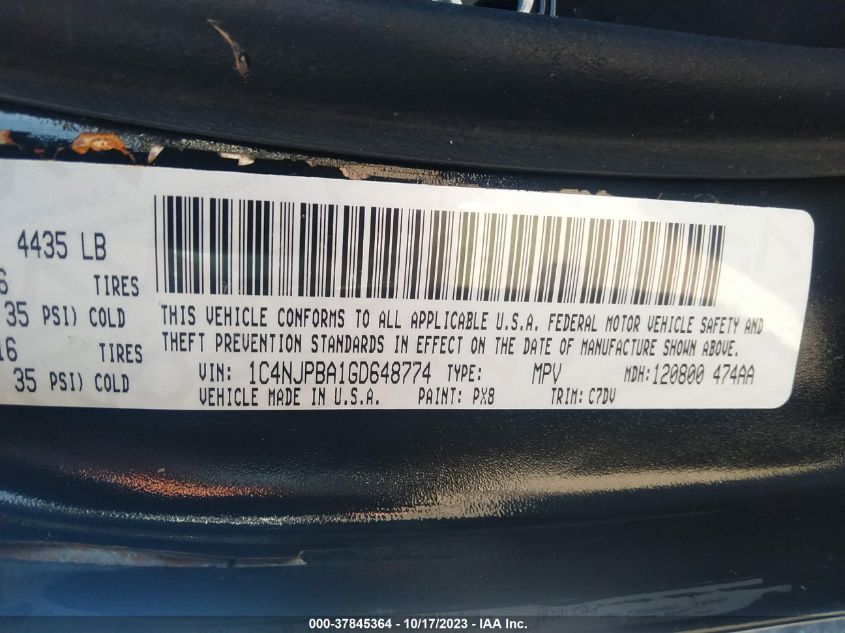 4435 LB
6 TIRES
35 PSI) COLD
16 TIRES
35 PSI) COLD
THIS VEHICLE CONFORMS TO ALL APPLICABLE U.S.A. FEDERAL MOTOR VEHICLE SAFETY AND
THEFT PREVENTION STANDARDS IN EFFECT ON THE DATE OF MANUFACTURE SHOWN ABOVE.
VIN: 1C4NJPBA1GD648774 TYPE: MPV MDH:120800 474AA
VEHICLE MADE IN U.S.A. PAINT: PX8 TRIM: C7DV
000-37845364 - 10/17/2023 - IAA Inc.